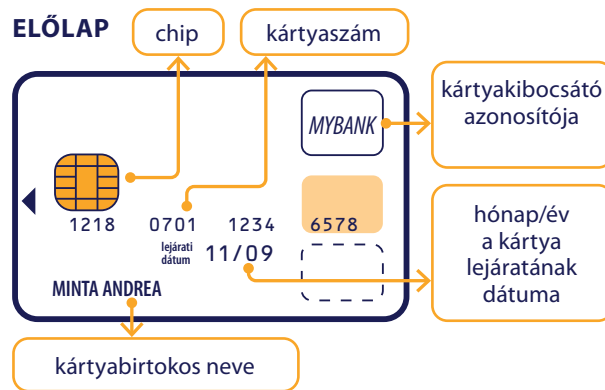 ELŐLAP
chip
kártyaszám
MYBANK
kártyakibocsátó
azonosítója
1218 0701 1234 6578
lejárati
dátum
11/09
hónap/év
a kártya
lejáratának
dátuma
MINTA ANDREA
kártyabirtokos neve